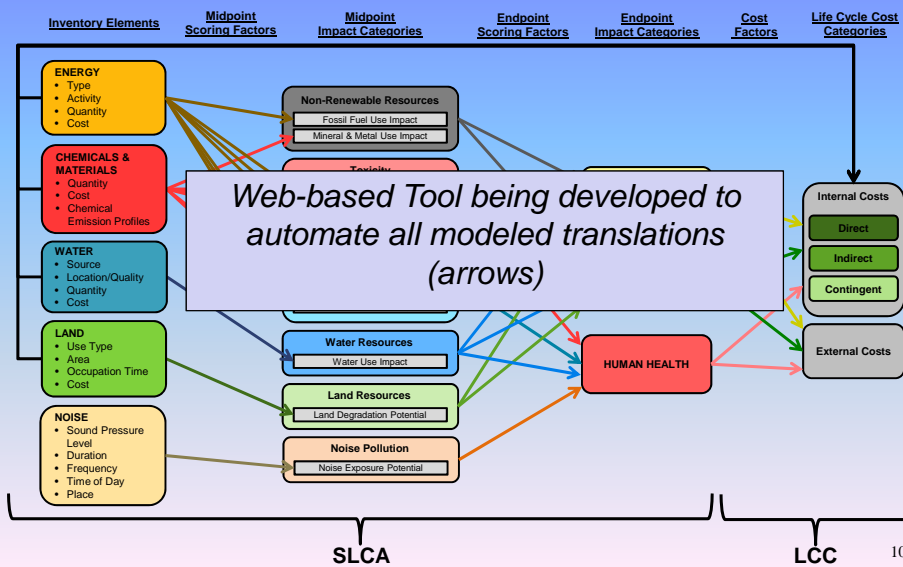 Inventory Elements
Midpoint
Scoring Factors
Midpoint
Impact Categories
Endpoint
Scoring Factors
Endpoint
Impact Categories
Cost
Factors
Life Cycle Cost
Categories
ENERGY
• Type
• Activity
• Quantity
• Cost
CHEMICALS &
MATERIALS
• Quantity
• Cost
• Chemical
Emission Profiles
WATER
• Source
• Location/Quality
• Quantity
• Cost
LAND
• Use Type
• Area
• Occupation Time
• Cost
NOISE
• Sound Pressure
Level
• Duration
• Frequency
• Time of Day
• Place
Non-Renewable Resources
Fossil Fuel Use Impact
Mineral & Metal Use Impact
Toxicity
Web-based Tool being developed to
automate all modeled translations
(arrows)
Water Resources
Water Use Impact
Land Resources
Land Degradation Potential
Noise Pollution
Noise Exposure Potential
HUMAN HEALTH
Internal Costs
Direct
Indirect
Contingent
External Costs
SLCA
LCC
10